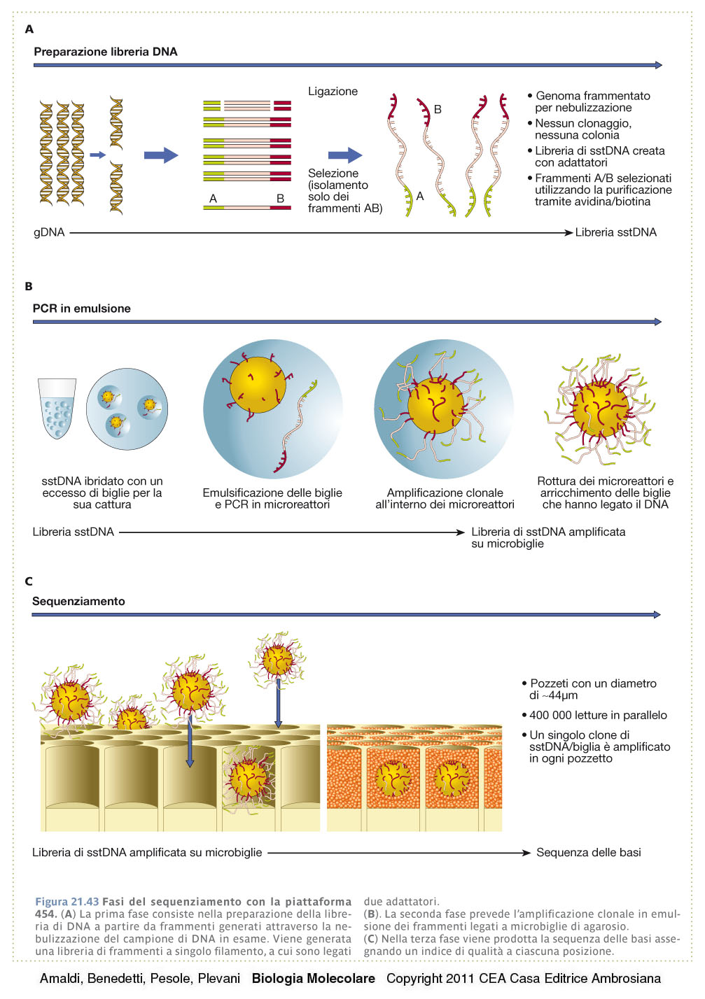 A
Preparazione libreria DNA
Ligazione
Selezione
(isolamento
solo dei
frammenti AB)
A
B
B
A
• Genoma frammentato
per nebulizzazione
• Nessun clonaggio,
nessuna colonia
• Libreria di sstDNA creata
con adattatori
• Frammenti A/B selezionati
utilizzando la purificazione
tramite avidina/biotina
gDNA
Libreria sstDNA
B
PCR in emulsione
sstDNA ibridato con un
eccesso di biglie per la
sua cattura
Emulsificazione delle biglie
e PCR in microreattori
Amplificazione clonale
all'interno dei microreattori
Rottura dei microreattori e
arricchimento delle biglie
che hanno legato il DNA
Libreria sstDNA
Libreria di sstDNA amplificata
su microbiglie
C
Sequenziamento
• Pozzeti con un diametro
di ~44µm
• 400 000 letture in parallelo
• Un singolo clone di
sstDNA/biglia è amplificato
in ogni pozzetto
Libreria di sstDNA amplificata su microbiglie
Sequenza delle basi
Figura 21.43 Fasi del sequenziamento con la piattaforma
454. (A) La prima fase consiste nella preparazione della libre-
ria di DNA a partire da frammenti generati attraverso la ne-
bulizzazione del campione di DNA in esame. Viene generata
una libreria di frammenti a singolo filamento, a cui sono legati
due adattatori.
(B). La seconda fase prevede l'amplificazione clonale in emul-
sione dei frammenti legati a microbiglie di agarosio.
(C) Nella terza fase viene prodotta la sequenza delle basi asse-
gnando un indice di qualità a ciascuna posizione.
Amaldi, Benedetti, Pesole, Plevani Biologia Molecolare Copyright 2011 CEA Casa Editrice Ambrosiana